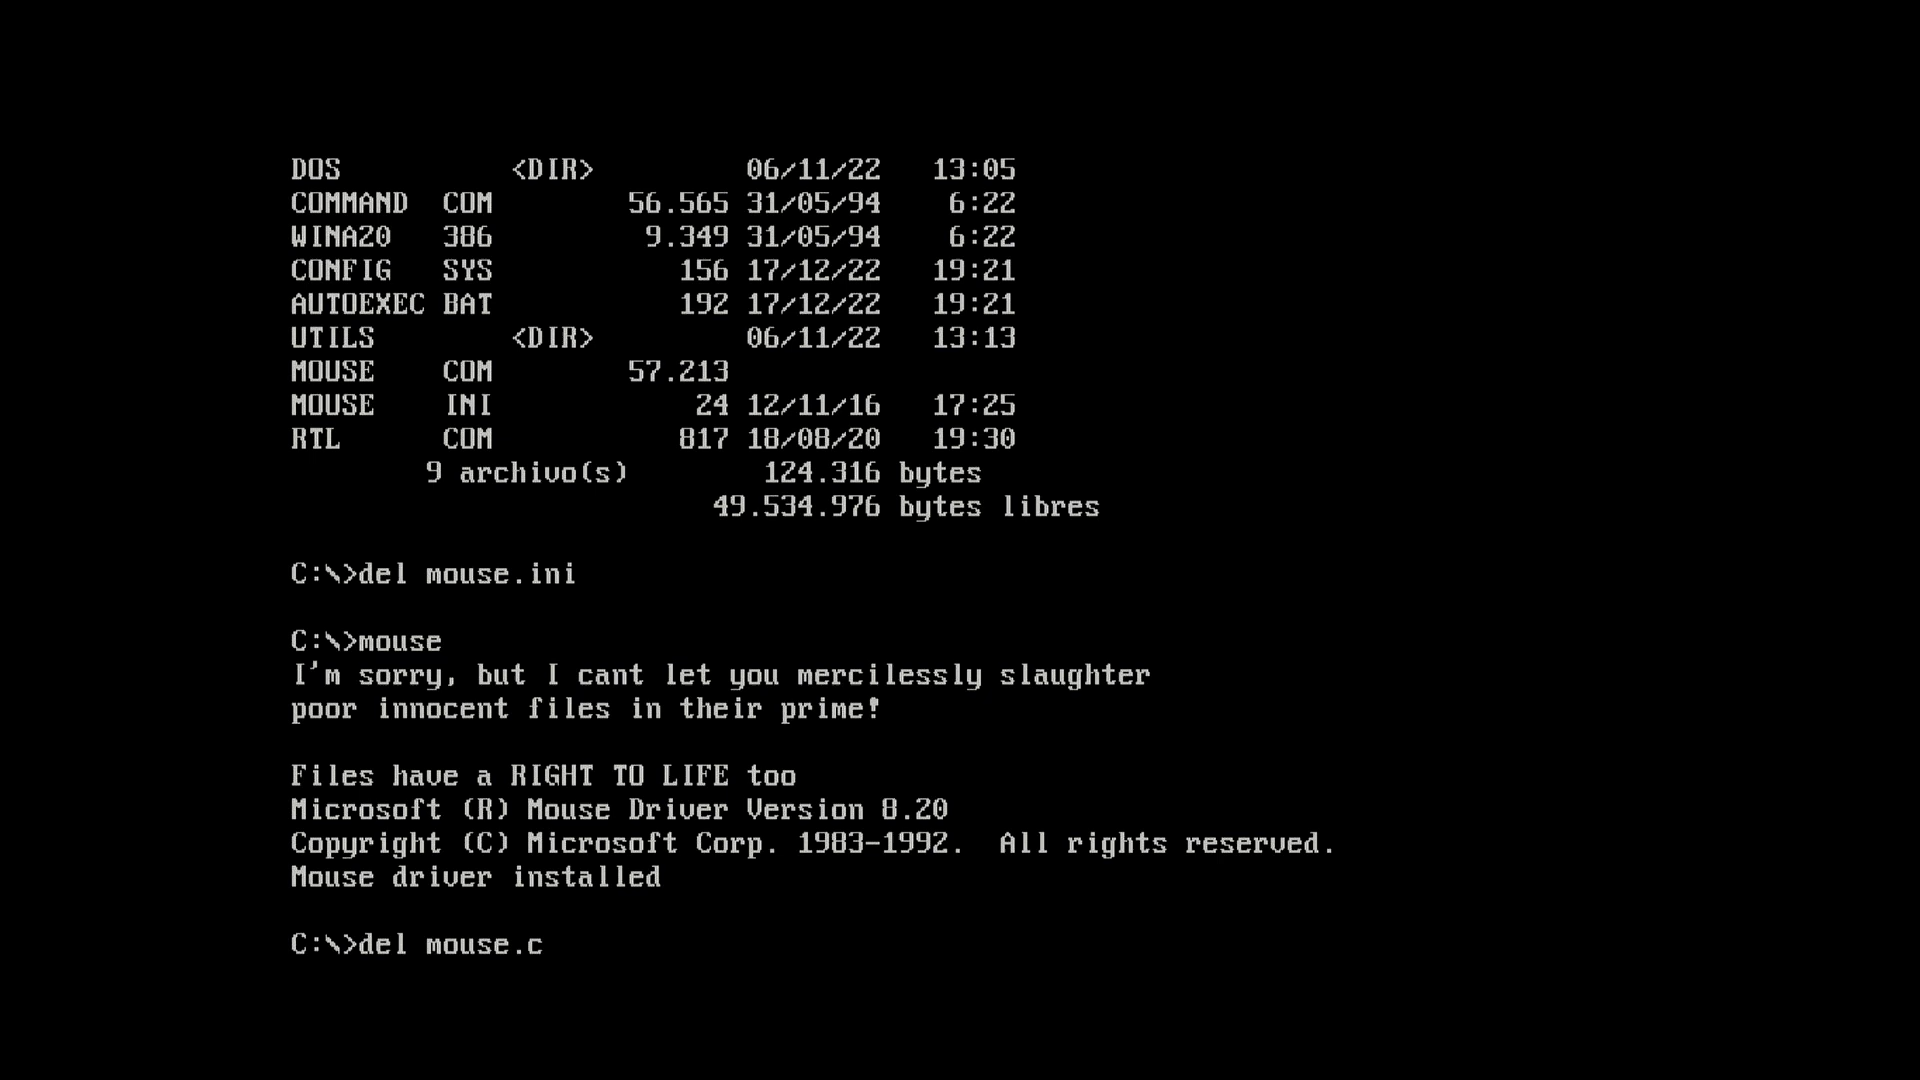 DOS          <DIR>         06/11/22   13:05
COMMAND  COM        56.565 31/05/94    6:22
WINA20   386         9.349 31/05/94    6:22
CONFIG   SYS           156 17/12/22   19:21
AUTOEXEC BAT           192 17/12/22   19:21
UTILS        <DIR>         06/11/22   13:13
MOUSE    COM        57.213
MOUSE    INI            24 12/11/16   17:25
RTL      COM           817 18/08/20   19:30
        9 archivo(s)        124.316 bytes
                         49.534.976 bytes libres
C:\>del mouse.ini
C:\>mouse
I'm sorry, but I cant let you mercilessly slaughter
poor innocent files in their prime!
Files have a RIGHT TO LIFE too
Microsoft (R) Mouse Driver Version 8.20
Copyright (C) Microsoft Corp. 1983-1992.  All rights reserved.
Mouse driver installed
C:\>del mouse.c